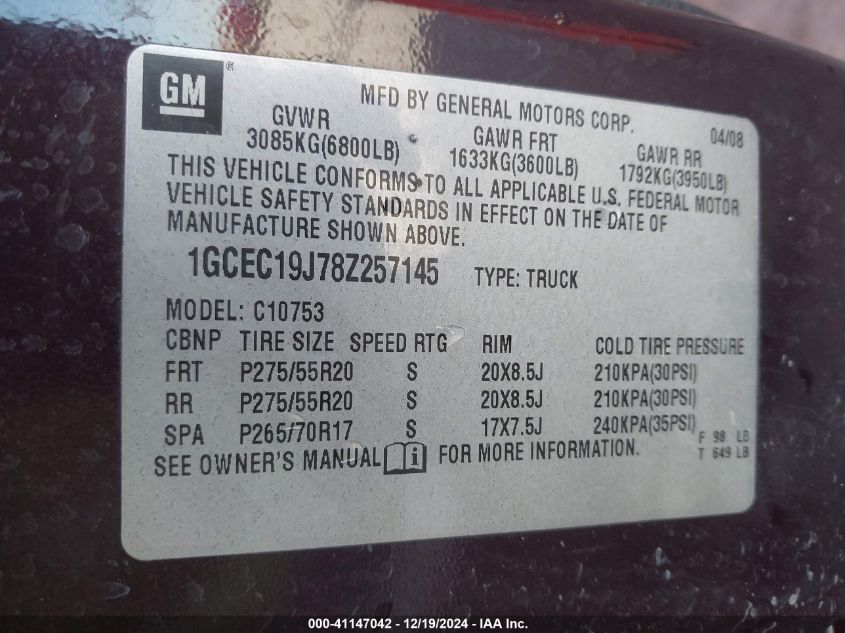 GM®
MFD BY GENERAL MOTORS CORP. 04/08
GVWR GAWR FRT GAWR RR
3085KG(6800LB) 1633KG(3600LB) 1792KG(3950LB)
THIS VEHICLE CONFORMS TO ALL APPLICABLE U.S. FEDERAL MOTOR
VEHICLE SAFETY STANDARDS IN EFFECT ON THE DATE OF
MANUFACTURE SHOWN ABOVE.
1GCEC19J78Z257145 TYPE: TRUCK
MODEL: C10753
CBNP TIRE SIZE SPEED RTG RIM COLD TIRE PRESSURE
FRT P275/55R20 S 20X8.5J 210KPA(30PSI)
RR P275/55R20 S 20X8.5J 210KPA(30PSI)
SPA P265/70R17 S 17X7.5J 240KPA(35PSI)
F 98 LB
SEE OWNER'S MANUAL i FOR MORE INFORMATION. T 649 LB
000-41147042 - 12/19/2024 - IAA Inc.